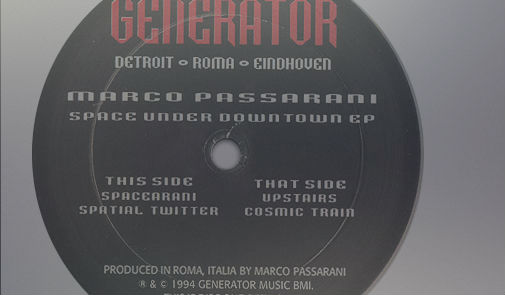 GENERATOR
DETROIT • ROMA • EINDHOVEN
MARCO PASSARANI
SPACE UNDER DOWNTOWN EP
THIS SIDE
SPACEARANI
SPATIAL TWITTER
THAT SIDE
UPSTAIRS
COSMIC TRAIN
PRODUCED IN ROMA, ITALIA BY MARCO PASSARANI
® & © 1994 GENERATOR MUSIC BMI.